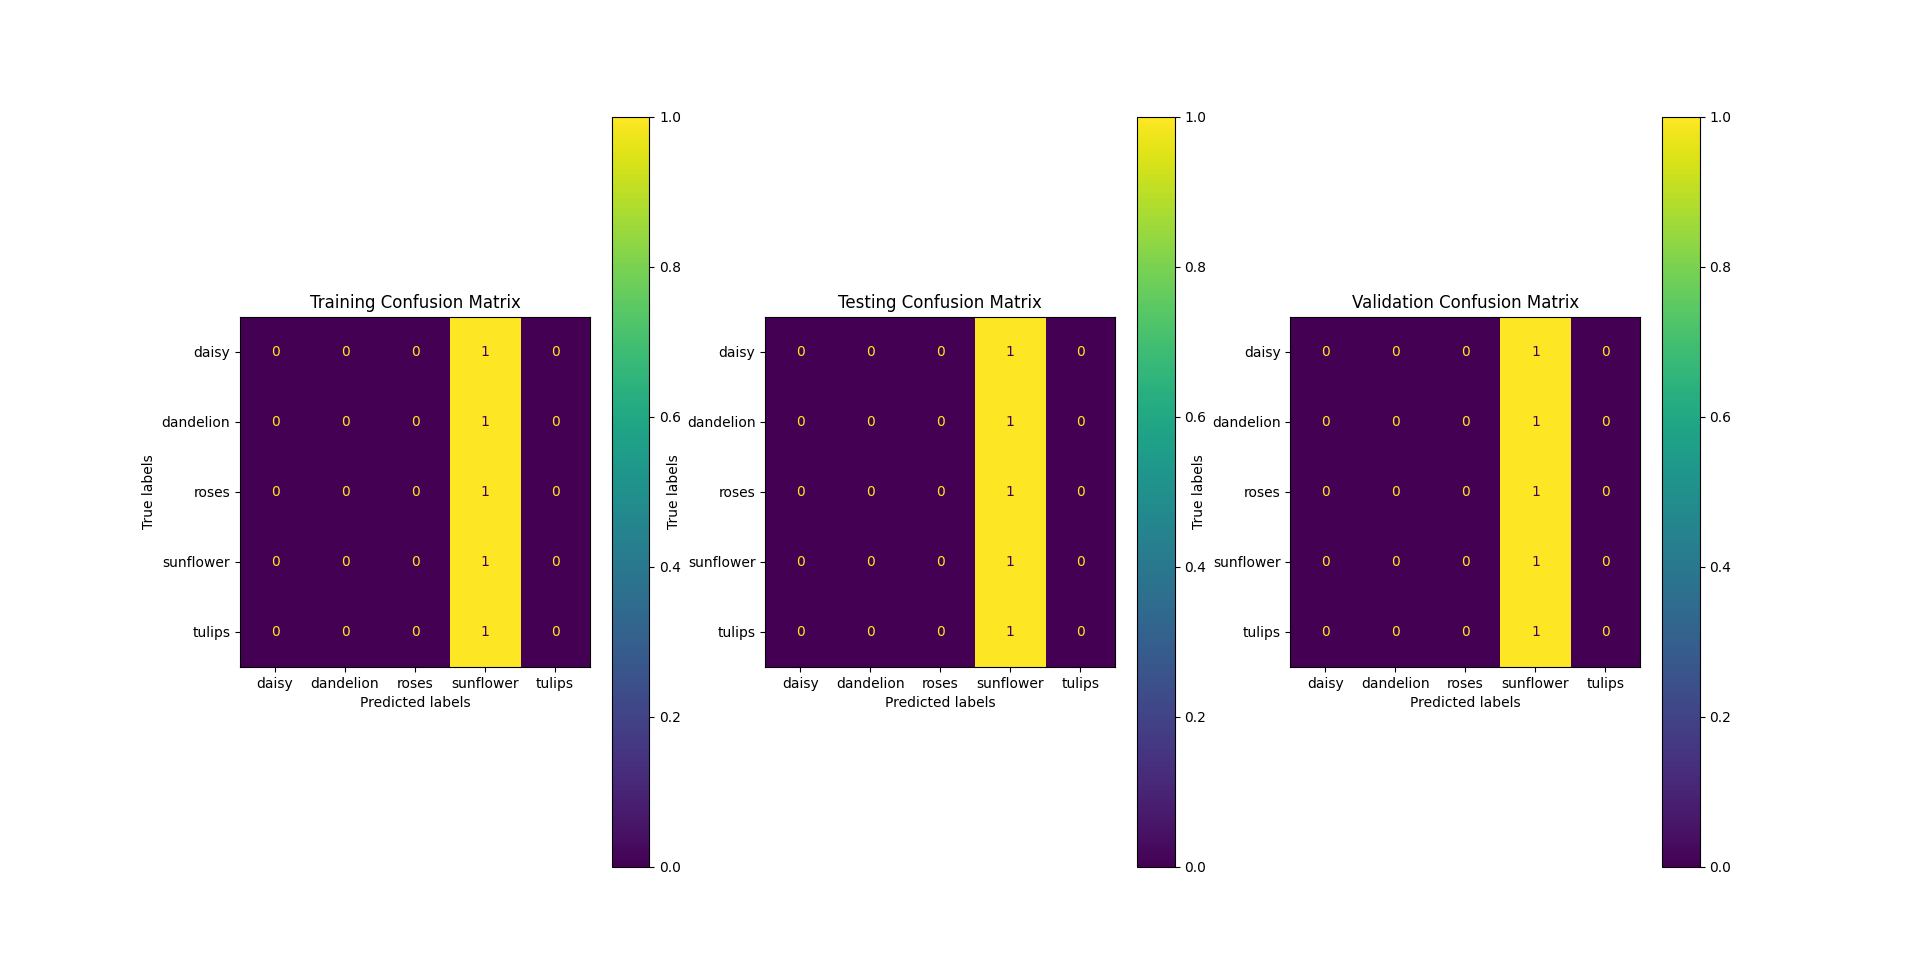 Training Confusion Matrix
True labels
daisy 0 0 0 1 0
dandelion 0 0 0 1 0
roses 0 0 0 1 0
sunflower 0 0 0 1 0
tulips 0 0 0 1 0
daisy dandelion roses sunflower tulips
Predicted labels
1.0
0.8
0.6
0.4
0.2
0.0
Testing Confusion Matrix
True labels
daisy 0 0 0 1 0
dandelion 0 0 0 1 0
roses 0 0 0 1 0
sunflower 0 0 0 1 0
tulips 0 0 0 1 0
daisy dandelion roses sunflower tulips
Predicted labels
1.0
0.8
0.6
0.4
0.2
0.0
Validation Confusion Matrix
True labels
daisy 0 0 0 1 0
dandelion 0 0 0 1 0
roses 0 0 0 1 0
sunflower 0 0 0 1 0
tulips 0 0 0 1 0
daisy dandelion roses sunflower tulips
Predicted labels
1.0
0.8
0.6
0.4
0.2
0.0